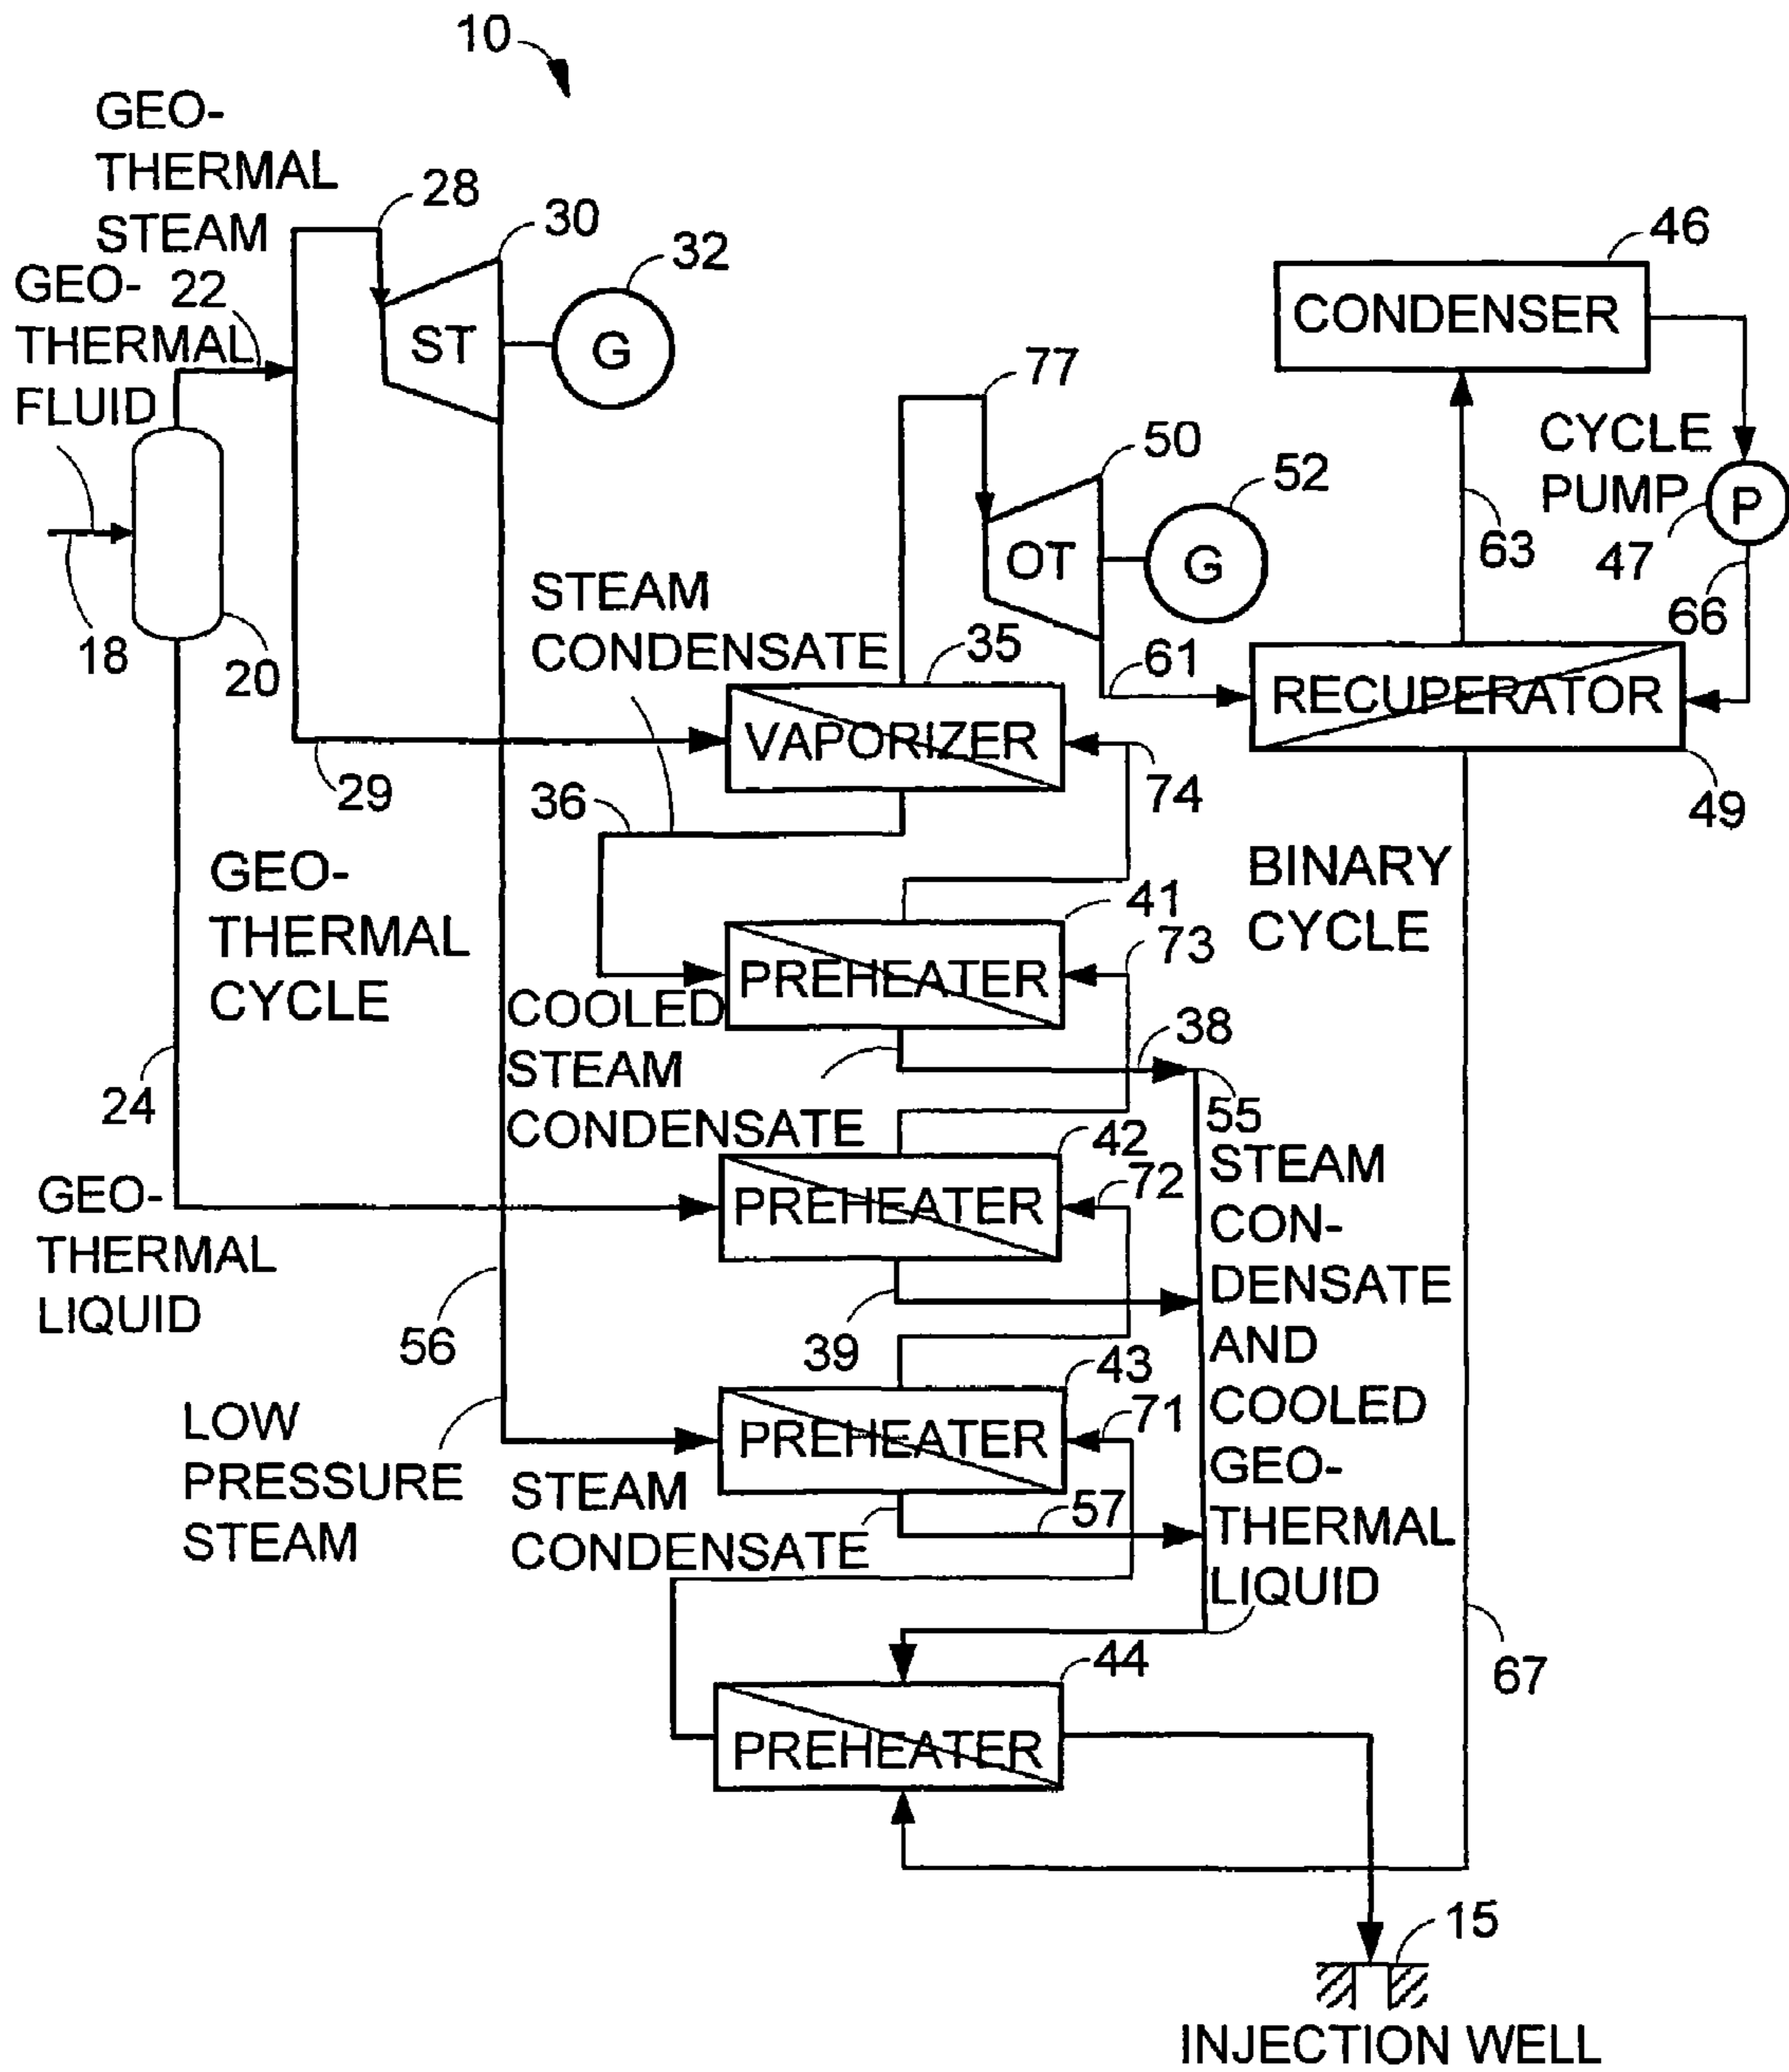 10
GEO-
THERMAL
STEAM
28
30
32
46
GEO-
22
THERMAL
FLUID
ST
G
CONDENSER
77
50
52
CYCLE
PUMP
P
47
63
66
18
20
OT
G
STEAM
CONDENSATE
35
61
RECUPERATOR
VAPORIZER
29
36
74
49
GEO-
THERMAL
CYCLE
BINARY
CYCLE
41
73
PREHEATER
COOLED
STEAM
CONDENSATE
38
55
24
42
72
GEO-
THERMAL
LIQUID
PREHEATER
STEAM
CON-
DENSATE
AND
COOLED
GEO-
THERMAL
LIQUID
56
39
43
71
LOW
PRESSURE
STEAM
PREHEATER
STEAM
CONDENSATE
57
44
67
PREHEATER
15
INJECTION WELL